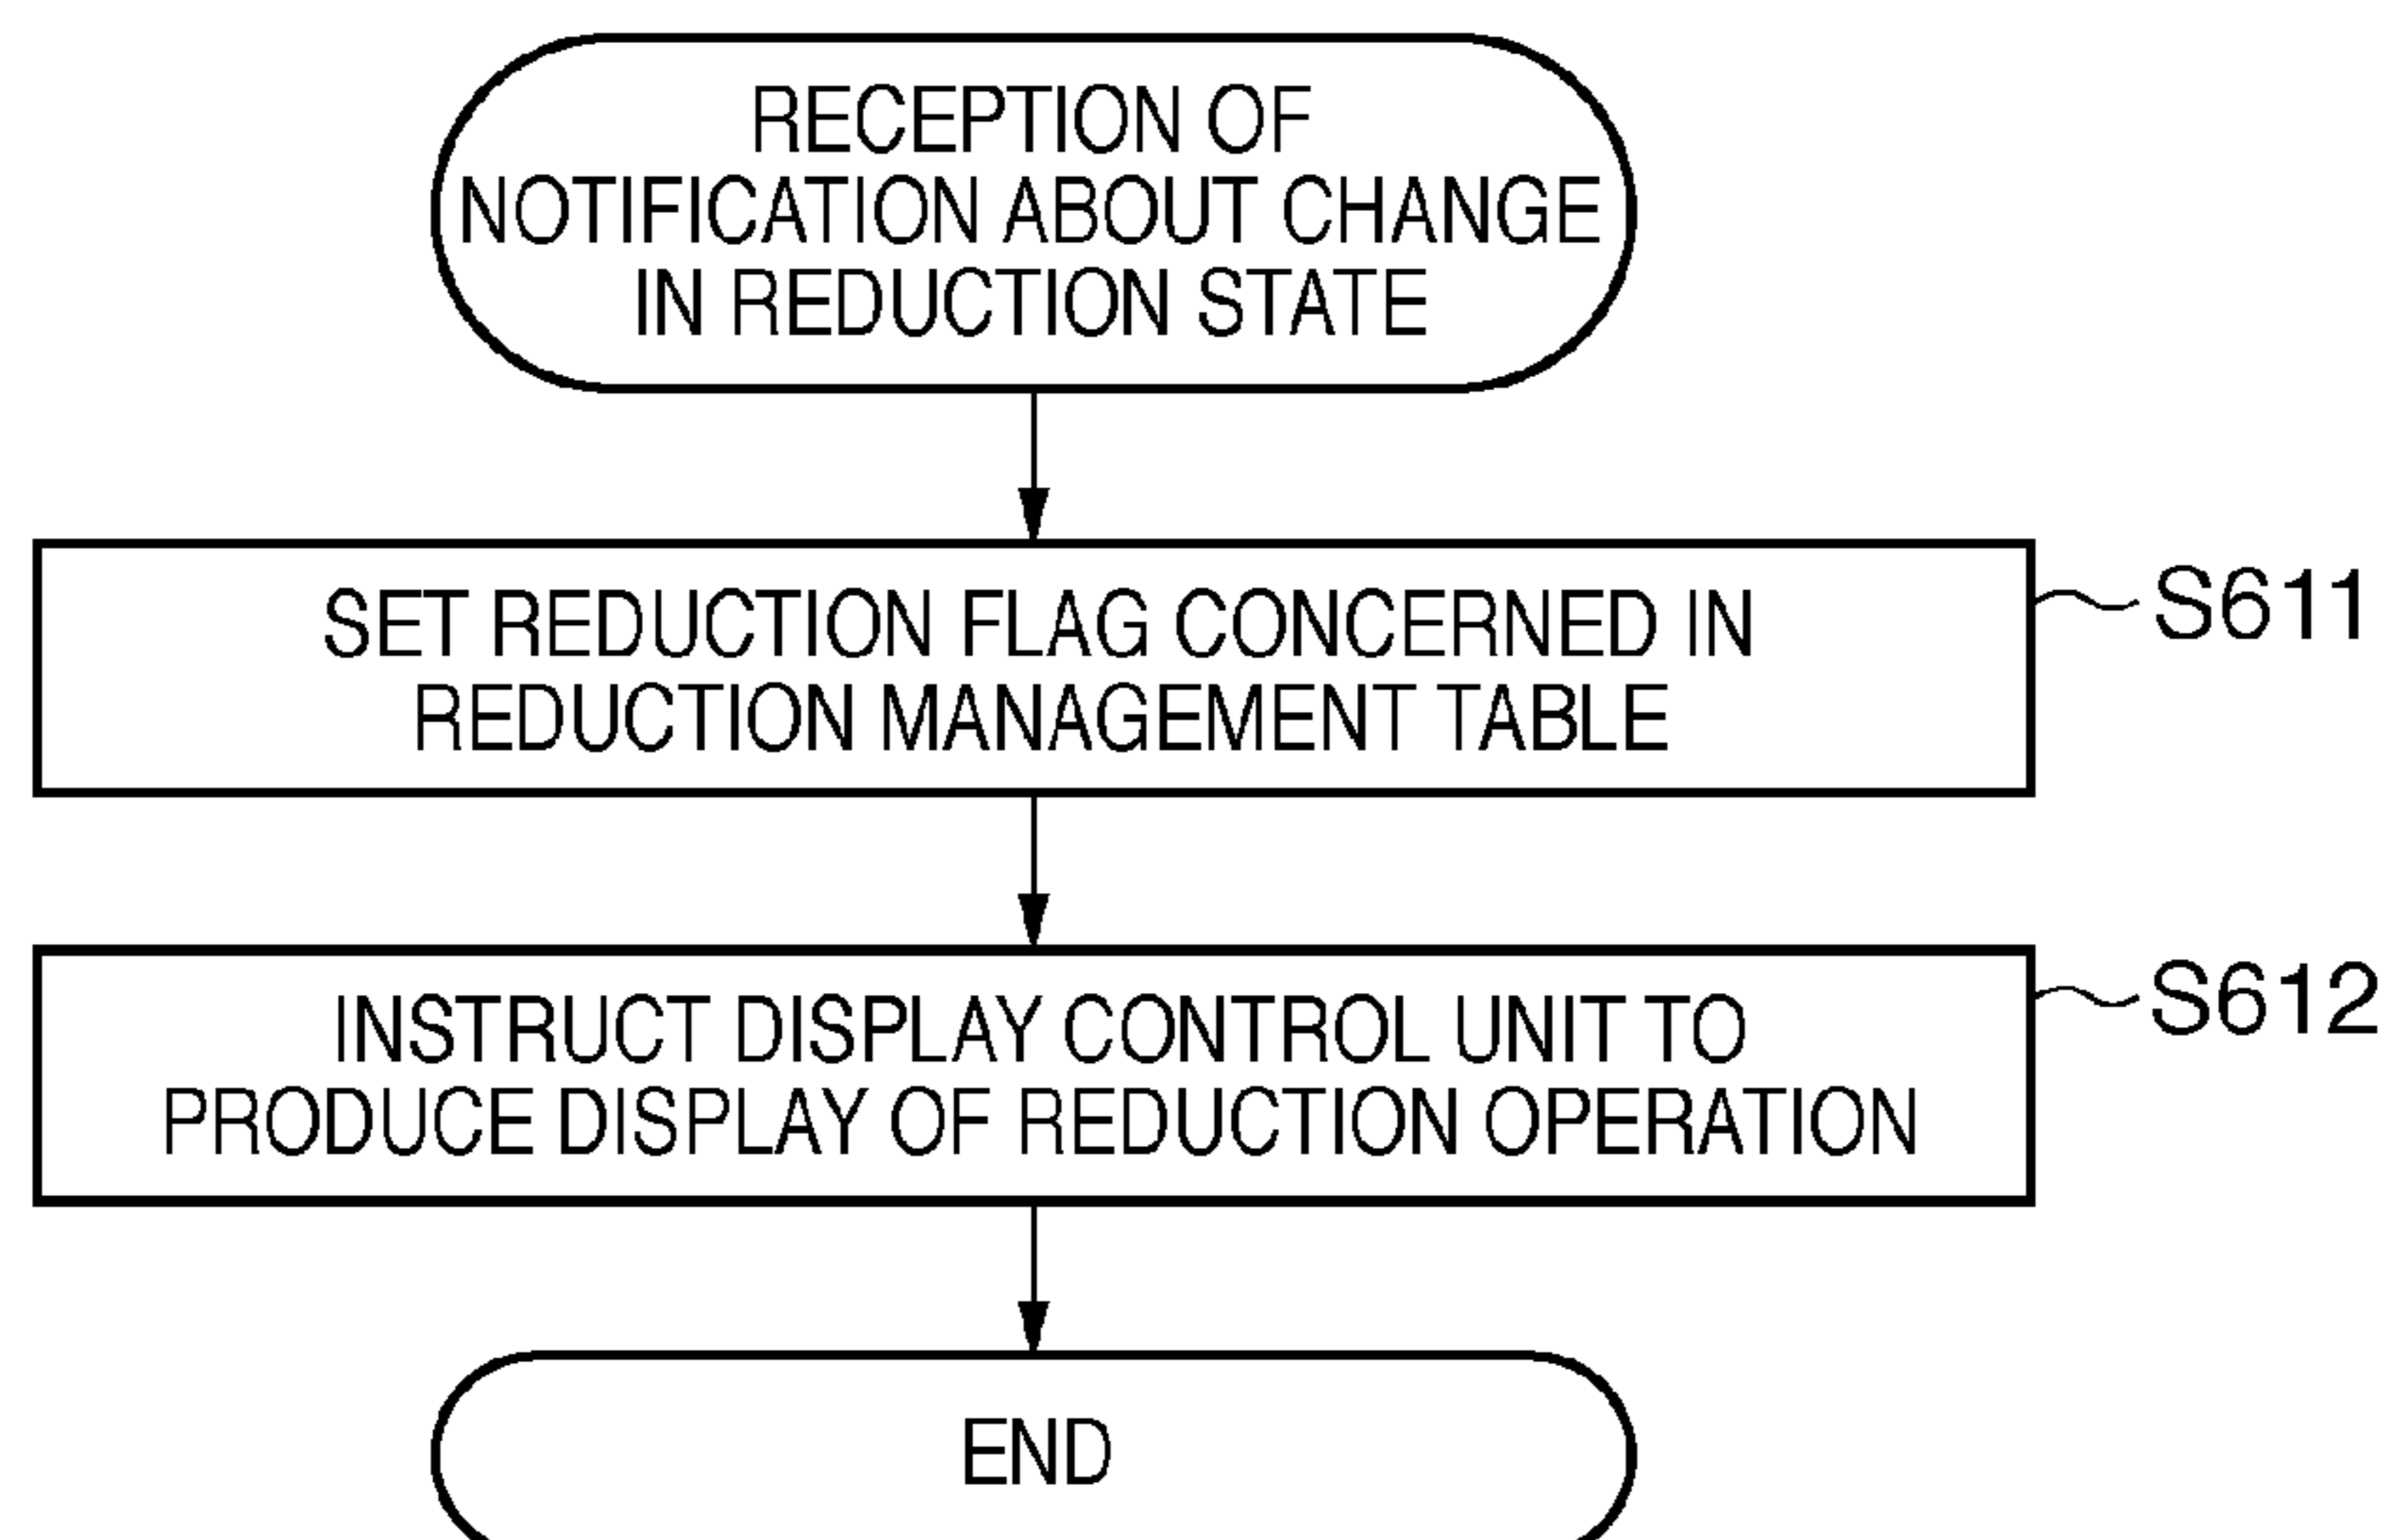 RECEPTION OF
NOTIFICATION ABOUT CHANGE
IN REDUCTION STATE
SET REDUCTION FLAG CONCERNED IN
REDUCTION MANAGEMENT TABLE
S611
INSTRUCT DISPLAY CONTROL UNIT TO
PRODUCE DISPLAY OF REDUCTION OPERATION
S612
END